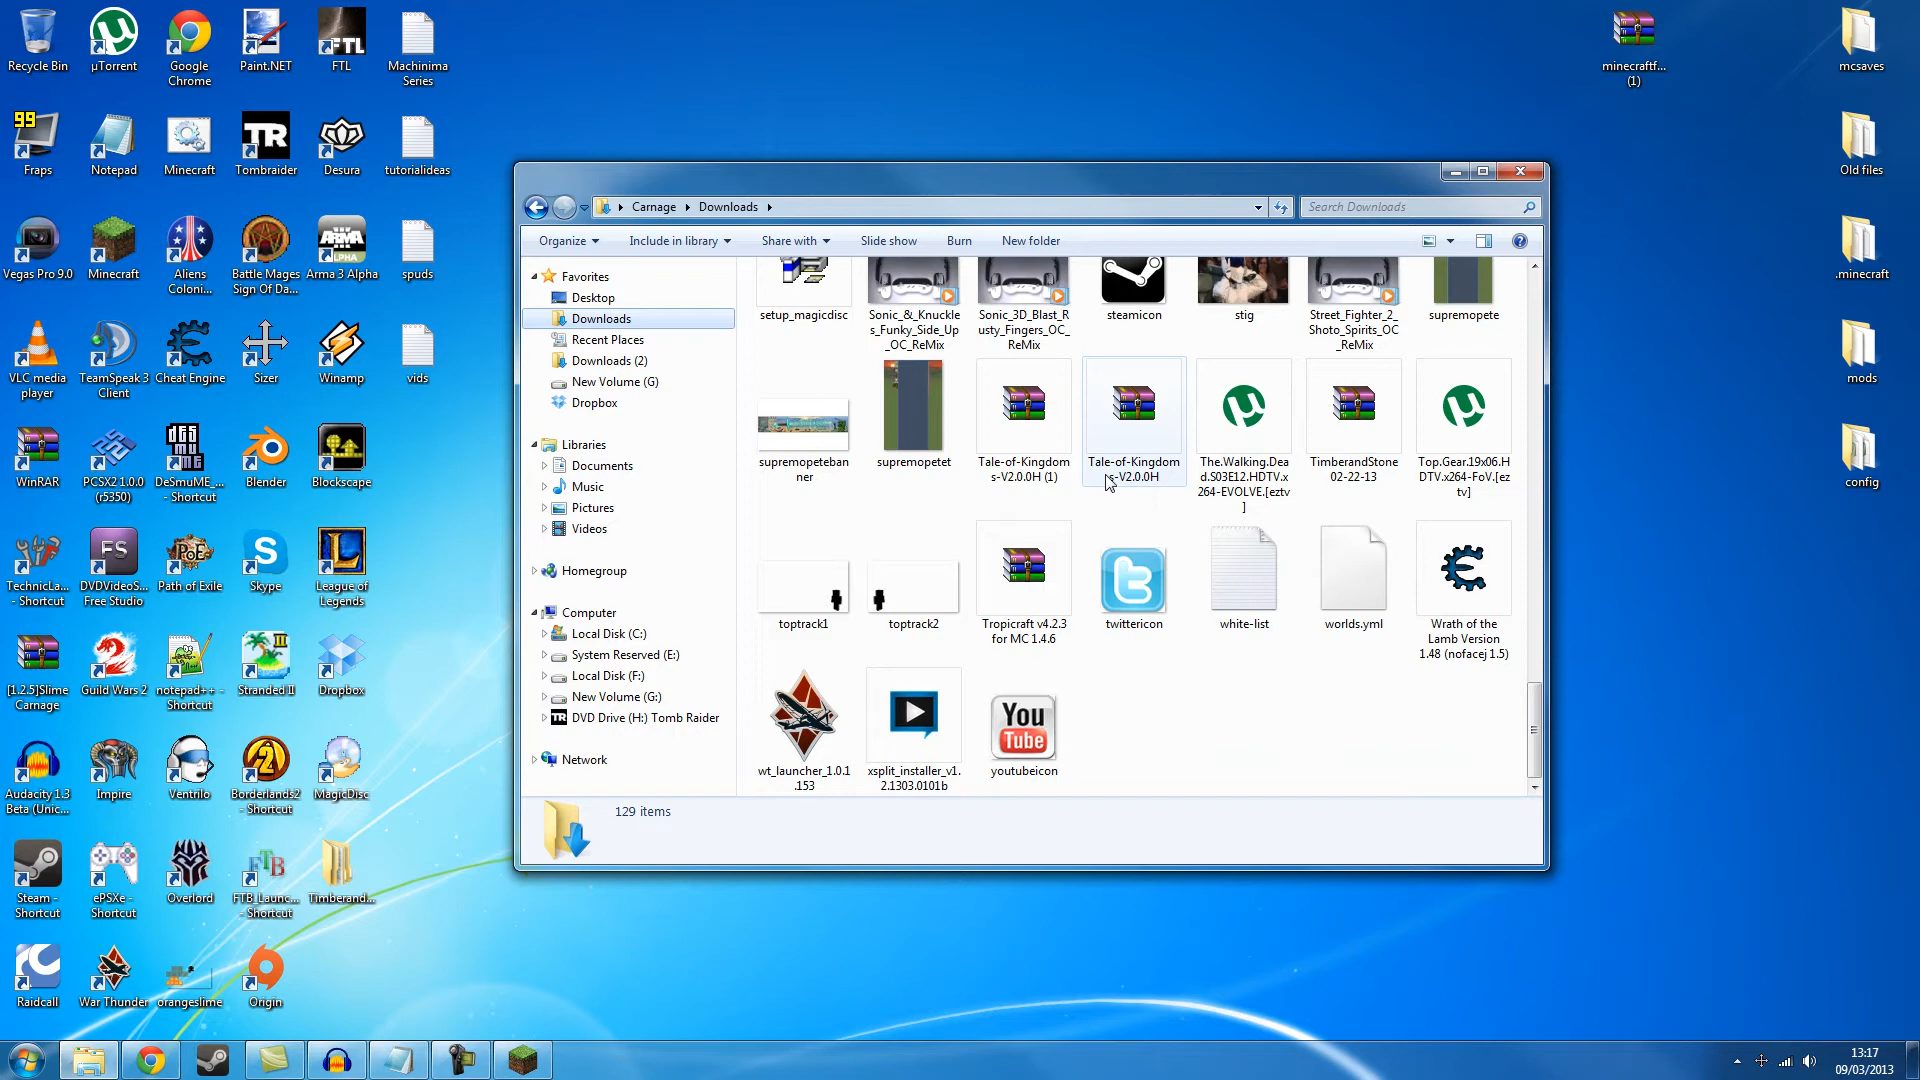 Recycle Bin
µTorrent
Google
Chrome
Paint.NET
FTL
FTL
Machinima
Series
minecraftf...
(1)
mcsaves
99
Fraps
Notepad
Minecraft
TR
Tombraider
Desura
tutorialideas
Old files
Vegas Pro 9.0
Minecraft
Aliens
Coloni...
Battle Mages
Sign Of Da...
ARMA
ALPHA
Arma 3 Alpha
spuds
.minecraft
VLC media
player
TeamSpeak 3
Client
Cheat Engine
Sizer
Winamp
vids
mods
WinRAR
PCSX2 1.0.0
(r5350)
DeSmuME_...
- Shortcut
Blender
Blockscape
config
TechnicLa...
- Shortcut
FS
DVDVideoS...
Free Studio
PoE
Path of Exile
Skype
League of
Legends
[1.2.5]Slime
Carnage
Guild Wars 2
notepad++ -
Shortcut
Stranded II
Dropbox
Audacity 1.3
Beta (Unic...
Impire
Ventrilo
Borderlands2
- Shortcut
MagicDisc
Steam -
Shortcut
ePSXe -
Shortcut
Overlord
FTB
FTB_Launc...
- Shortcut
Timberand...
Raidcall
War Thunder
orangeslime
Origin
Carnage
Downloads
Search Downloads
Organize
Include in library
Share with
Slide show
Burn
New folder
Favorites
Desktop
Downloads
Recent Places
Downloads (2)
New Volume (G)
Dropbox
Libraries
Documents
Music
Pictures
Videos
Homegroup
Computer
Local Disk (C:)
System Reserved (E:)
Local Disk (F:)
New Volume (G:)
TR
DVD Drive (H:) Tomb Raider
Network
setup_magicdisc
Sonic_&_Knuckle
s_Funky_Side_Up
_OC_ReMix
Sonic_3D_Blast_R
usty_Fingers_OC_
ReMix
steamicon
stig
Street_Fighter_2_
Shoto_Spirits_OC
_ReMix
supremopete
supremopeteban
ner
supremopetet
Tale-of-Kingdom
s-V2.0.0H (1)
Tale-of-Kingdom
s-V2.0.0H
The.Walking.Dea
d.S03E12.HDTV.x
264-EVOLVE.[eztv
]
TimberandStone
02-22-13
Top.Gear.19x06.H
DTV.x264-FoV.[ez
tv]
toptrack1
toptrack2
Tropicraft v4.2.3
for MC 1.4.6
twittericon
white-list
worlds.yml
Wrath of the
Lamb Version
1.48 (nofacej 1.5)
wt_launcher_1.0.1
.153
xsplit_installer_v1.
2.1303.0101b
You
Tube
youtubeicon
129 items
13:17
09/03/2013